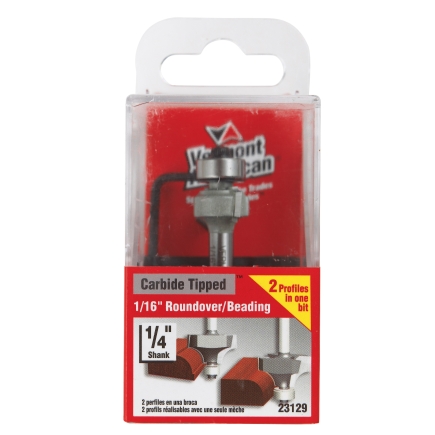 Vermont
American
Carbide Tipped™
2 Profiles
in one
bit
1/16" Roundover/Beading
1/4"
Shank
2 perfiles en una broca
2 profils réalisables avec une seule mèche
23129